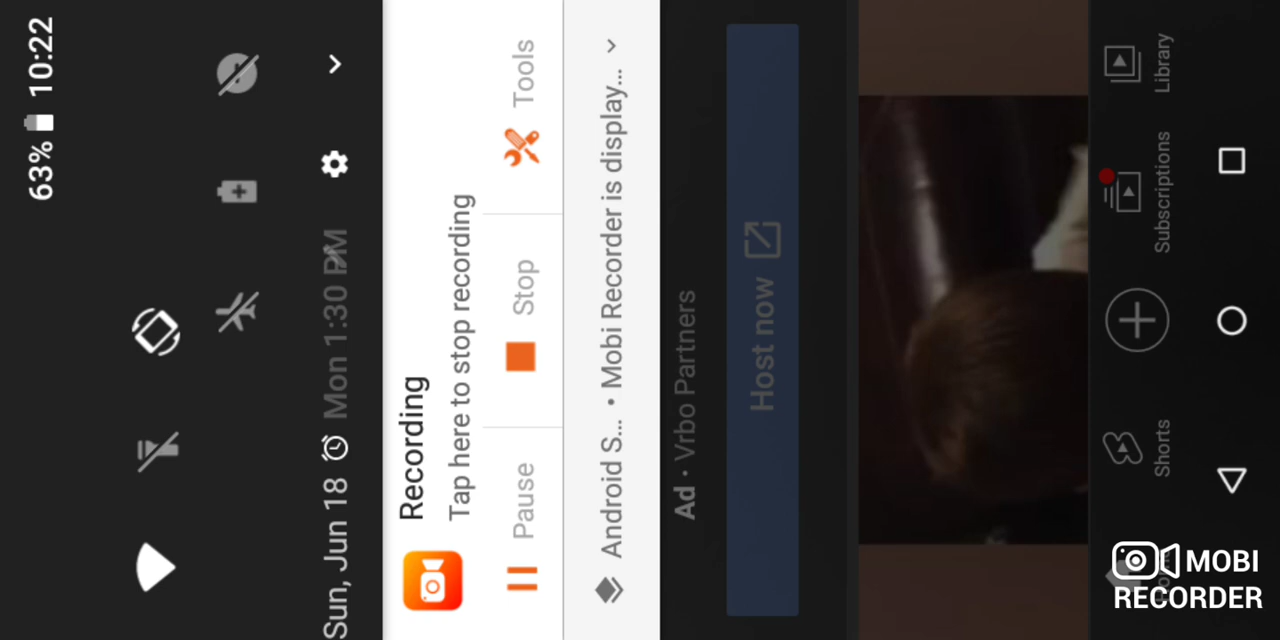 63% 10:22
Sun, Jun 18 Mon 1:30 PM
Recording
Tap here to stop recording
Pause Stop Tools
Android S... • Mobi Recorder is display...
Ad • Vrbo Partners
Host now
Shorts Subscriptions Library
MOBI
RECORDER